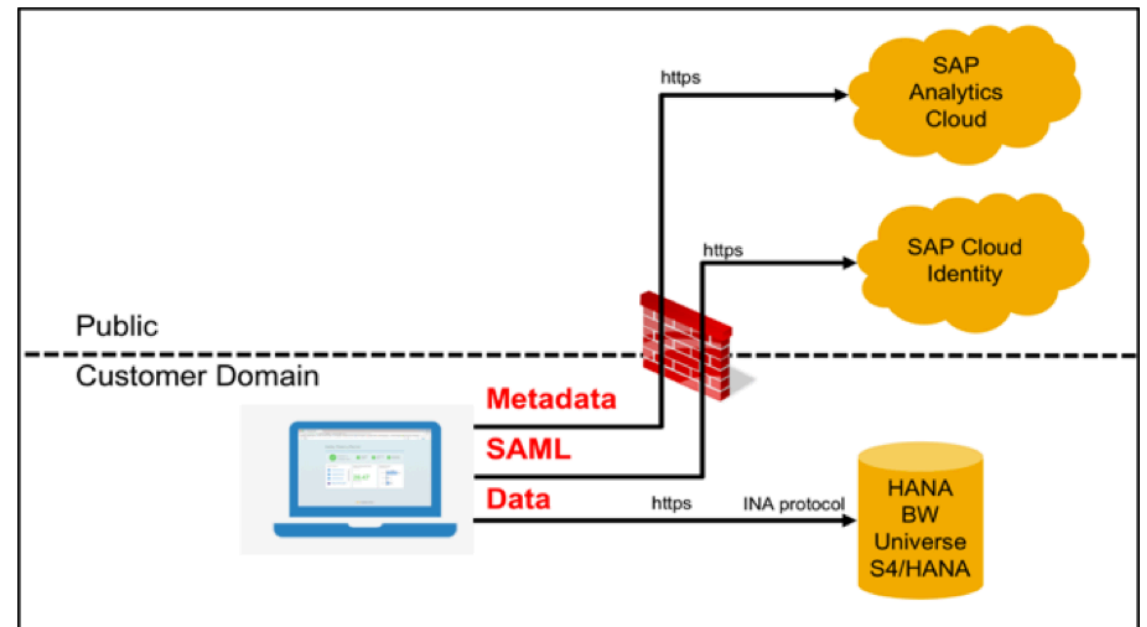 https
SAP
Analytics
Cloud
https
SAP Cloud
Identity
Public
Customer Domain
Metadata
SAML
Data
https
INA protocol
HANA
BW
Universe
S4/HANA